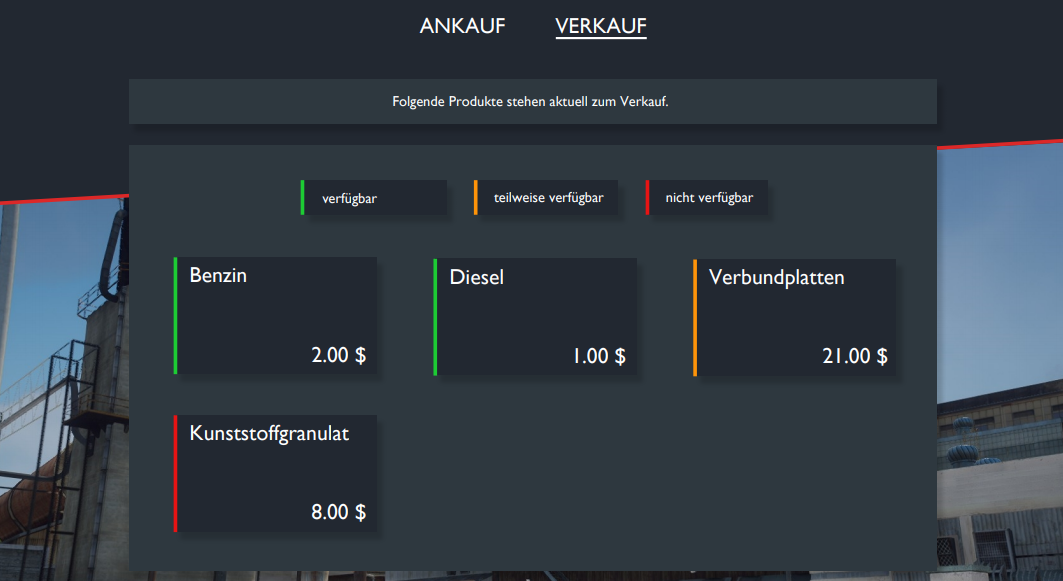 ANKAUF VERKAUF
Folgende Produkte stehen aktuell zum Verkauf.
verfügbar teilweise verfügbar nicht verfügbar
Benzin Diesel Verbundplatten
2.00 $ 1.00 $ 21.00 $
Kunststoffgranulat
8.00 $